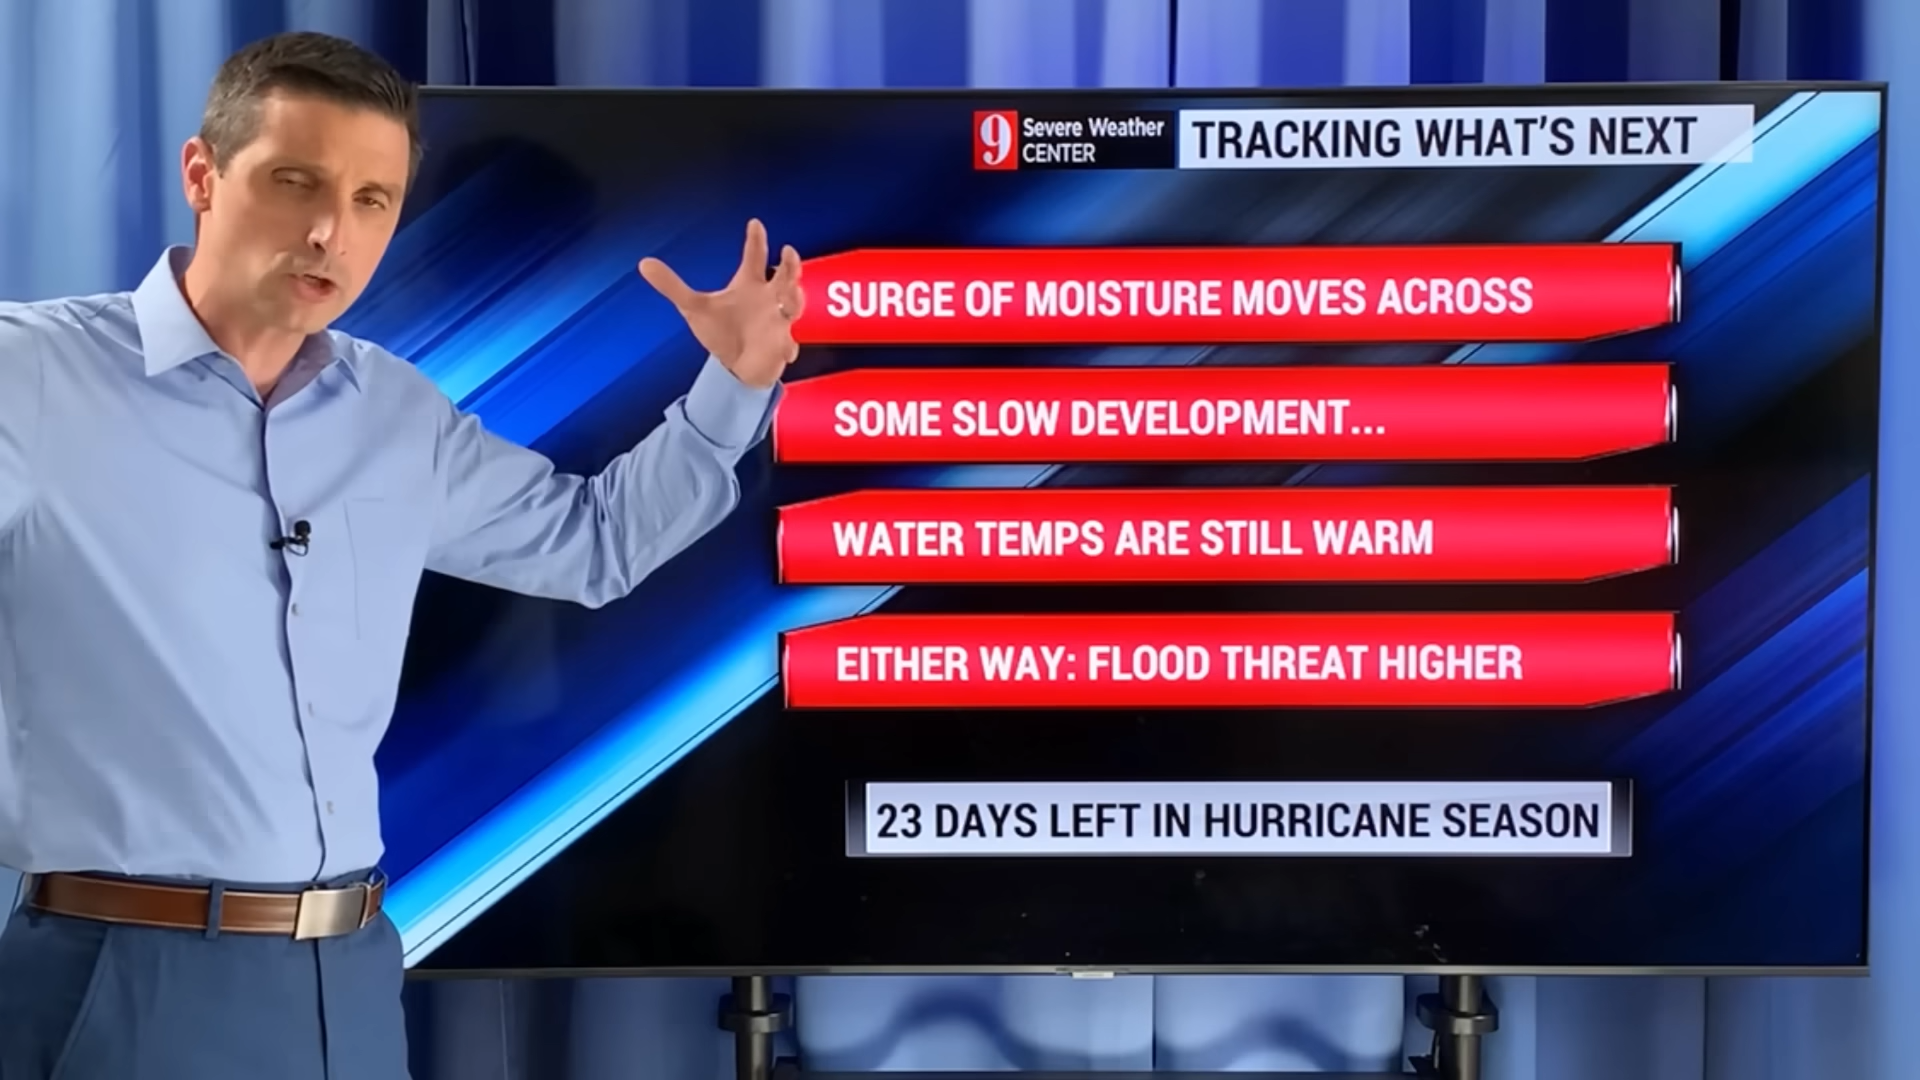 9 Severe Weather
CENTER
TRACKING WHAT'S NEXT
SURGE OF MOISTURE MOVES ACROSS
SOME SLOW DEVELOPMENT...
WATER TEMPS ARE STILL WARM
EITHER WAY: FLOOD THREAT HIGHER
23 DAYS LEFT IN HURRICANE SEASON